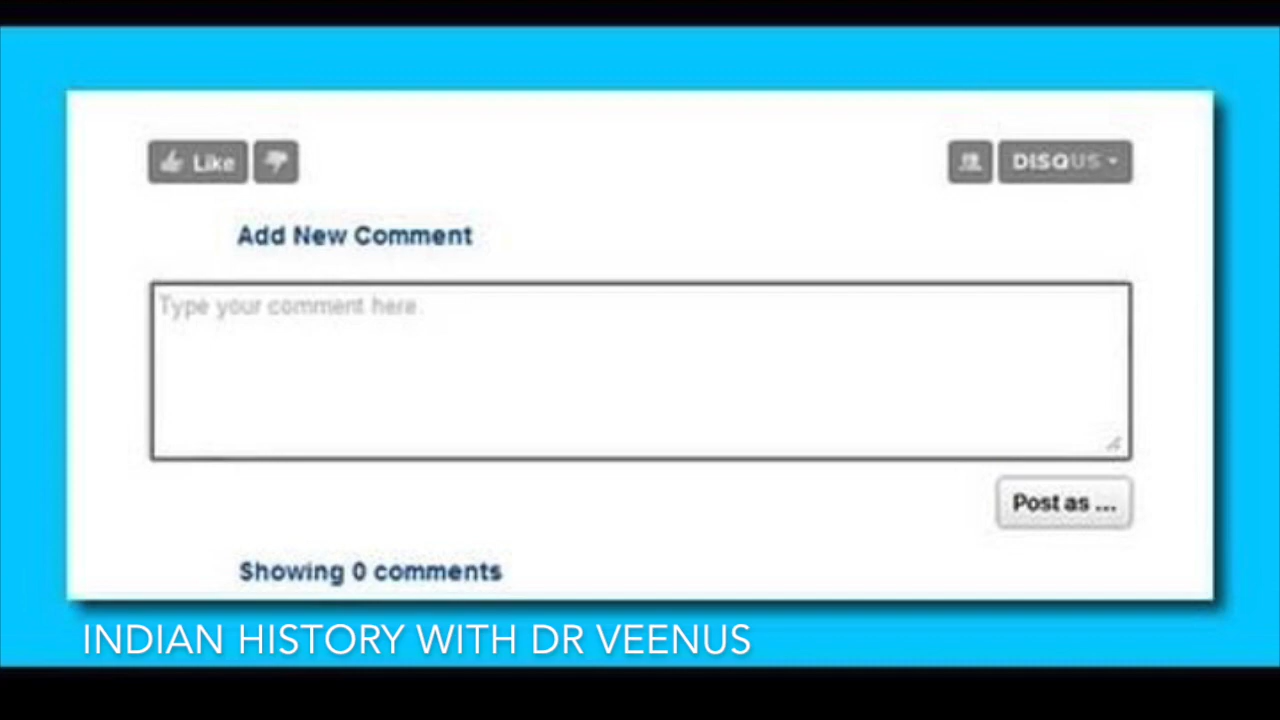 Like
DISQUS
Add New Comment
Type your comment here.
Post as ...
Showing 0 comments
INDIAN HISTORY WITH DR VEENUS